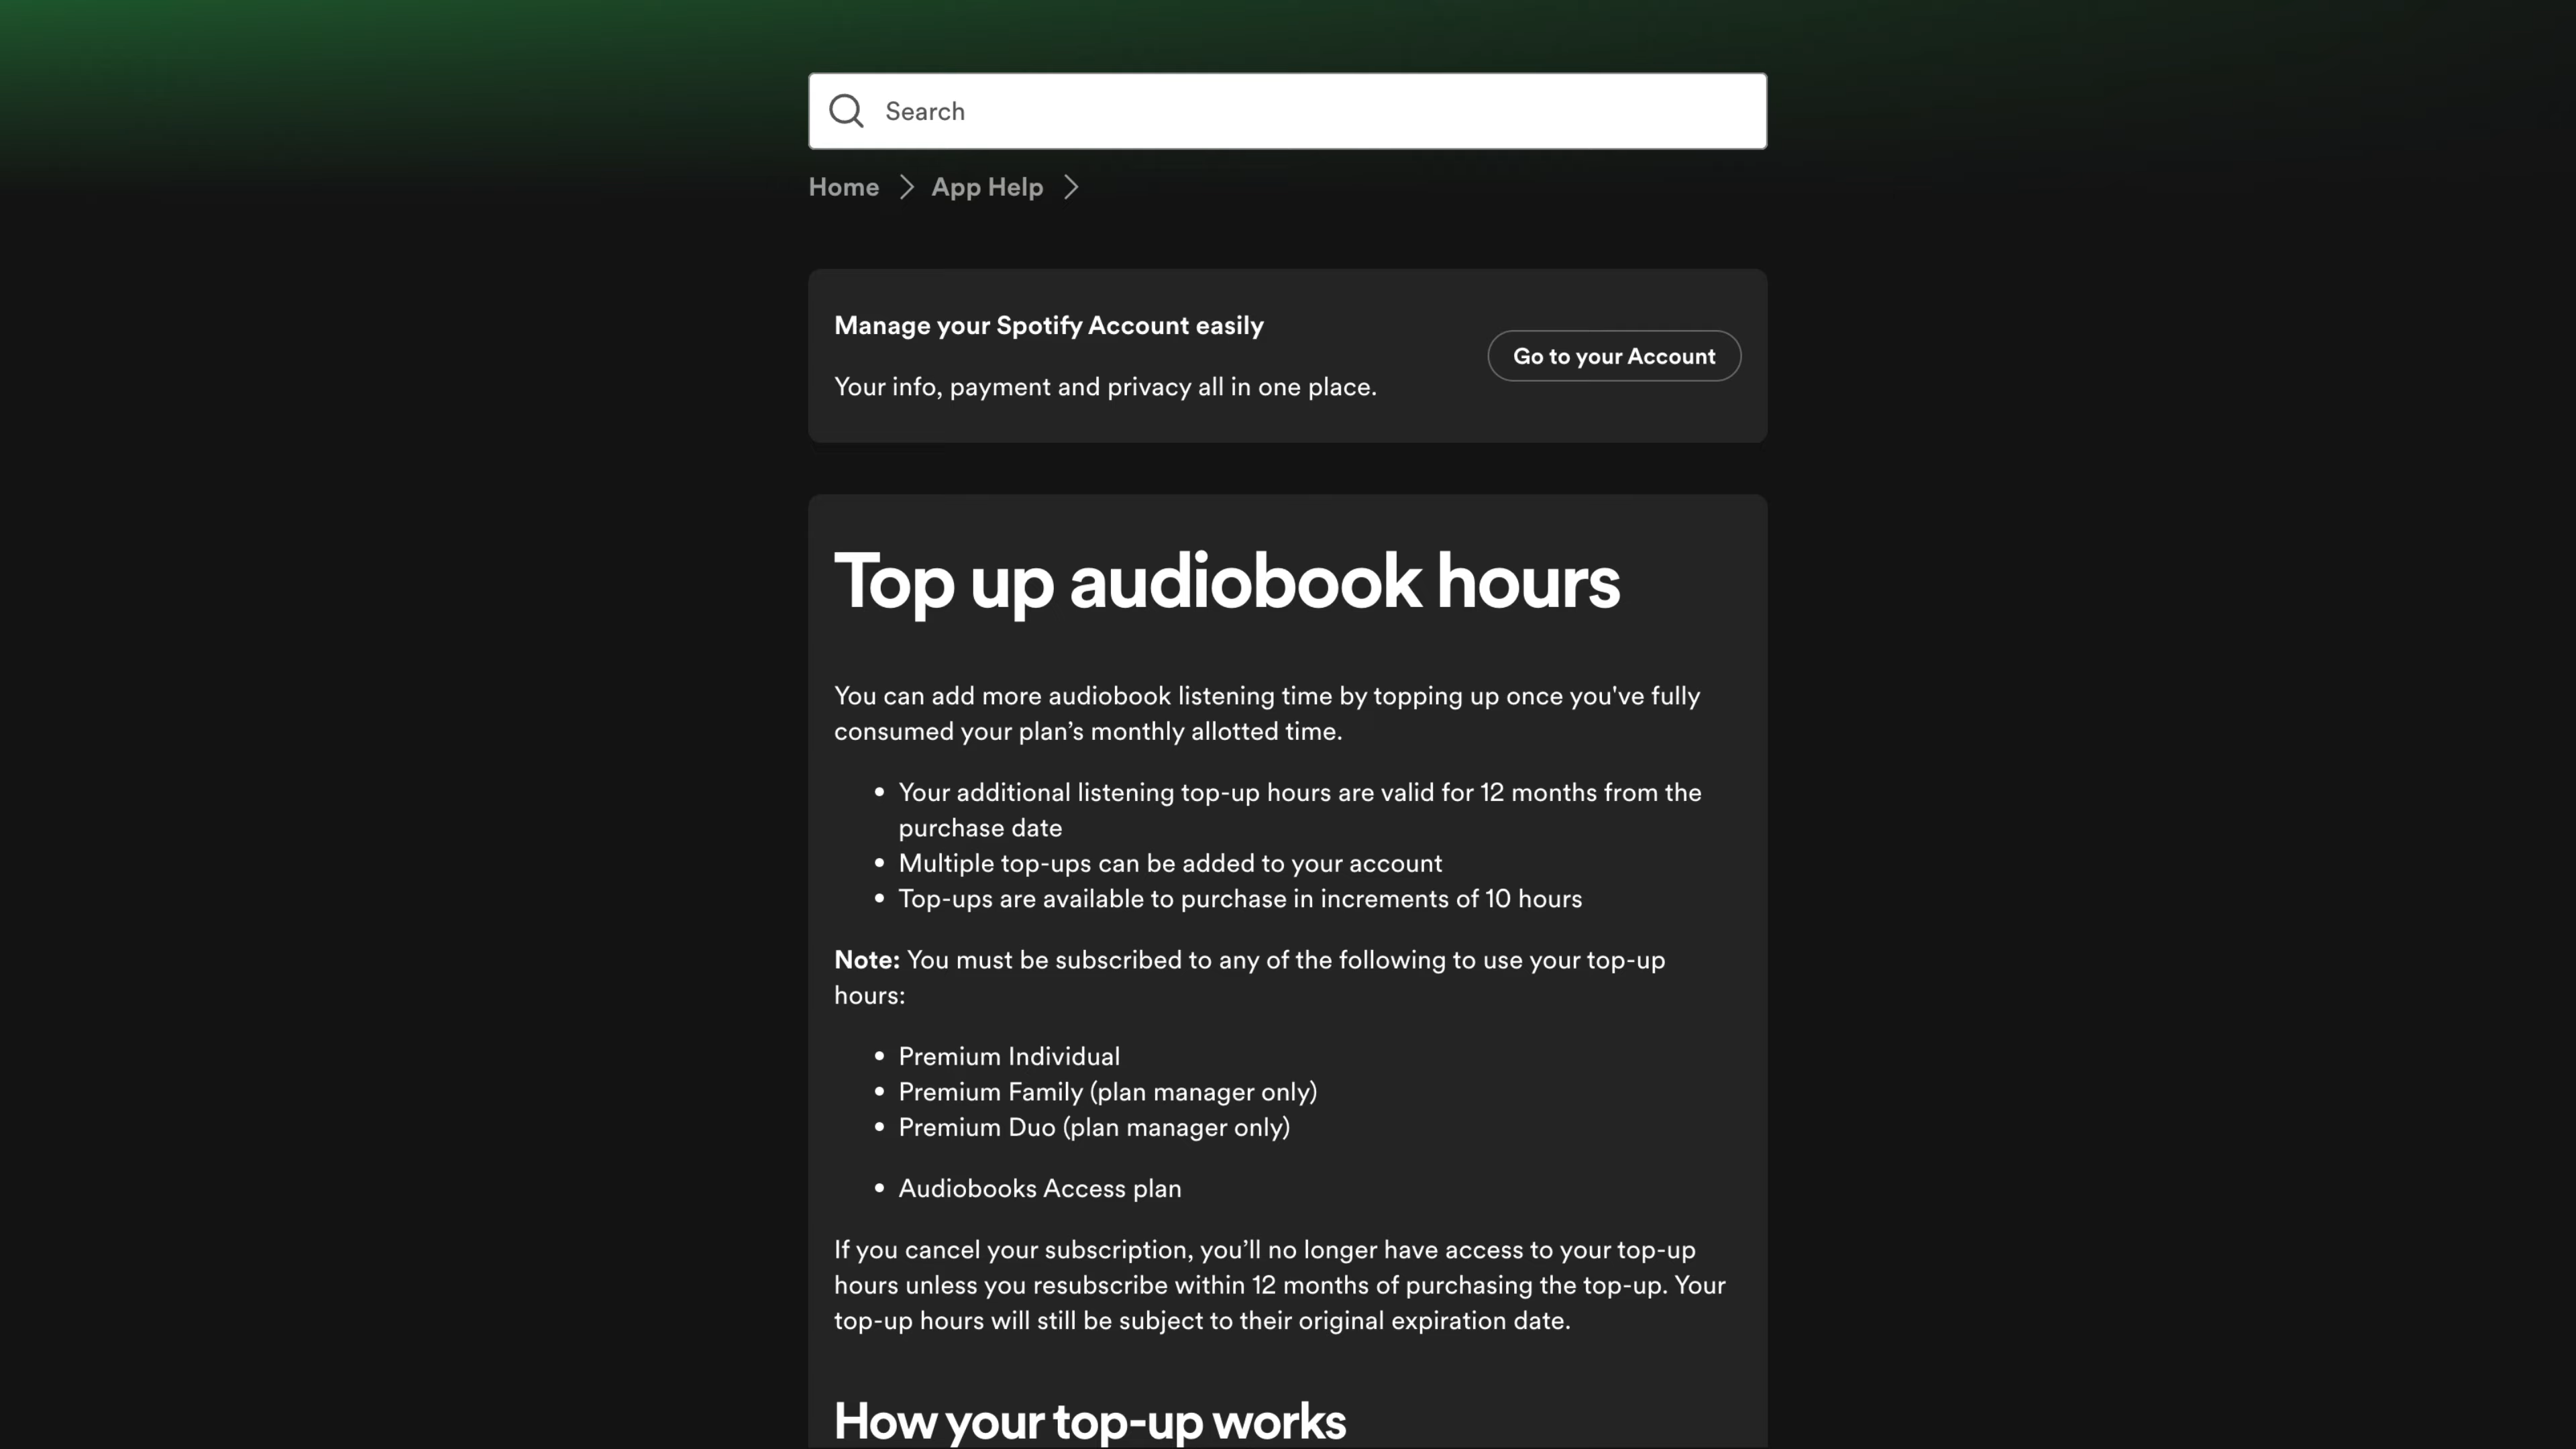 Search
Home
App Help
Manage your Spotify Account easily
Go to your Account
Your info, payment and privacy all in one place.
Top up audiobook hours
You can add more audiobook listening time by topping up once you've fully
consumed your plan’s monthly allotted time.
• Your additional listening top-up hours are valid for 12 months from the
purchase date
• Multiple top-ups can be added to your account
• Top-ups are available to purchase in increments of 10 hours
Note: You must be subscribed to any of the following to use your top-up
hours:
• Premium Individual
• Premium Family (plan manager only)
• Premium Duo (plan manager only)
• Audiobooks Access plan
If you cancel your subscription, you’ll no longer have access to your top-up
hours unless you resubscribe within 12 months of purchasing the top-up. Your
top-up hours will still be subject to their original expiration date.
How your top-up works